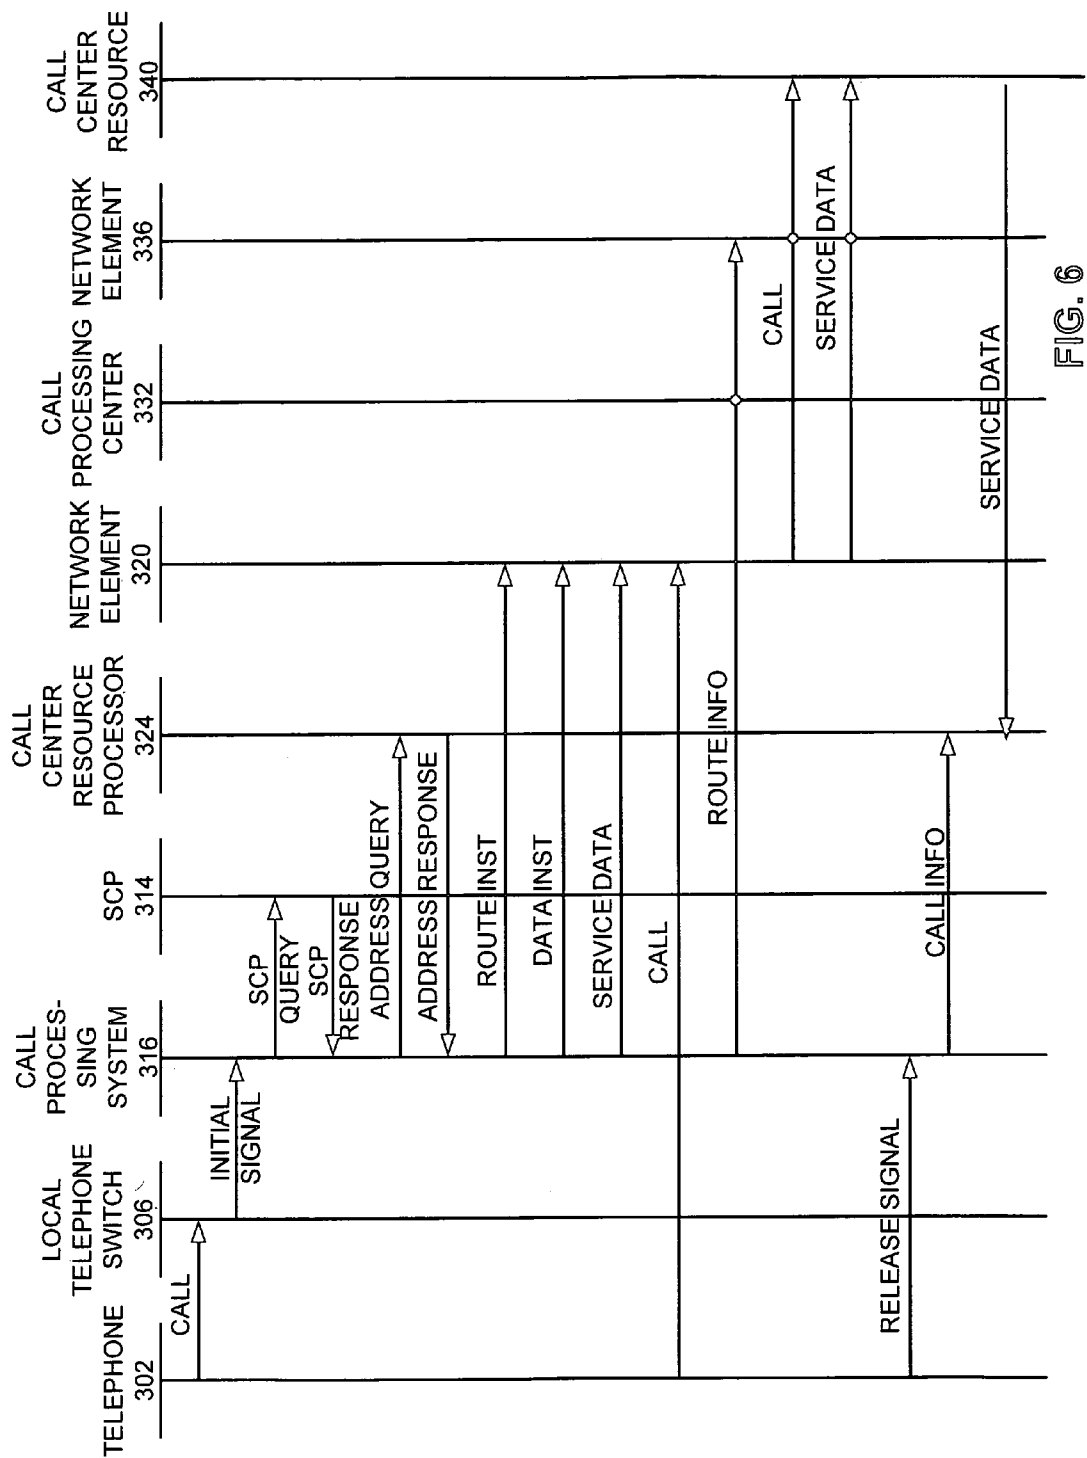 TELEPHONE
302
LOCAL
TELEPHONE
SWITCH
306
CALL
PROCES-
SING
SYSTEM
316
SCP
314
CALL
CENTER
RESOURCE
PROCESSOR
324
NETWORK
ELEMENT
320
CALL
PROCESSING
CENTER
332
NETWORK
ELEMENT
336
CALL
CENTER
RESOURCE
340
CALL
INITIAL
SIGNAL
SCP
QUERY
SCP
RESPONSE
ADDRESS QUERY
ADDRESS RESPONSE
ROUTE INST
DATA INST
SERVICE DATA
CALL
ROUTE INFO
CALL
SERVICE DATA
RELEASE SIGNAL
CALL INFO
SERVICE DATA
FIG. 6